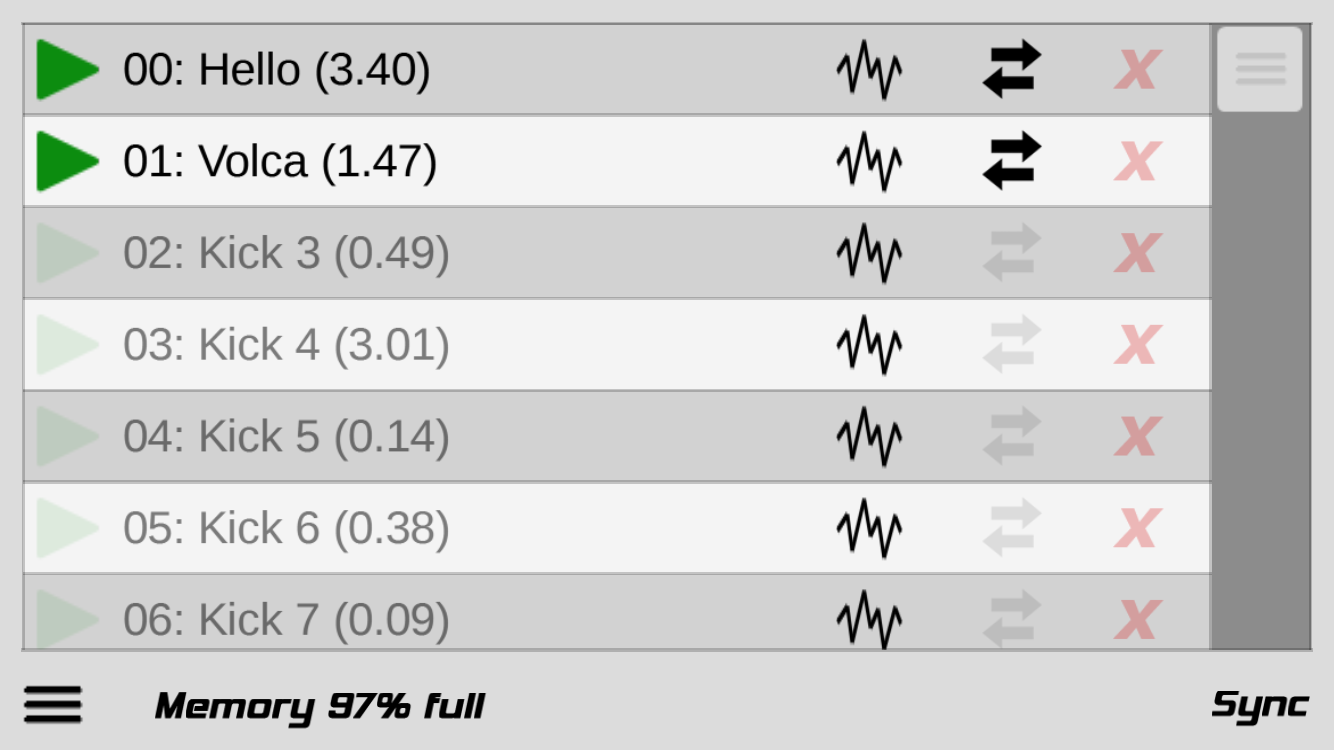 00: Hello (3.40)
01: Volca (1.47)
02: Kick 3 (0.49)
03: Kick 4 (3.01)
04: Kick 5 (0.14)
05: Kick 6 (0.38)
06: Kick 7 (0.09)
Memory 97% full
Sync